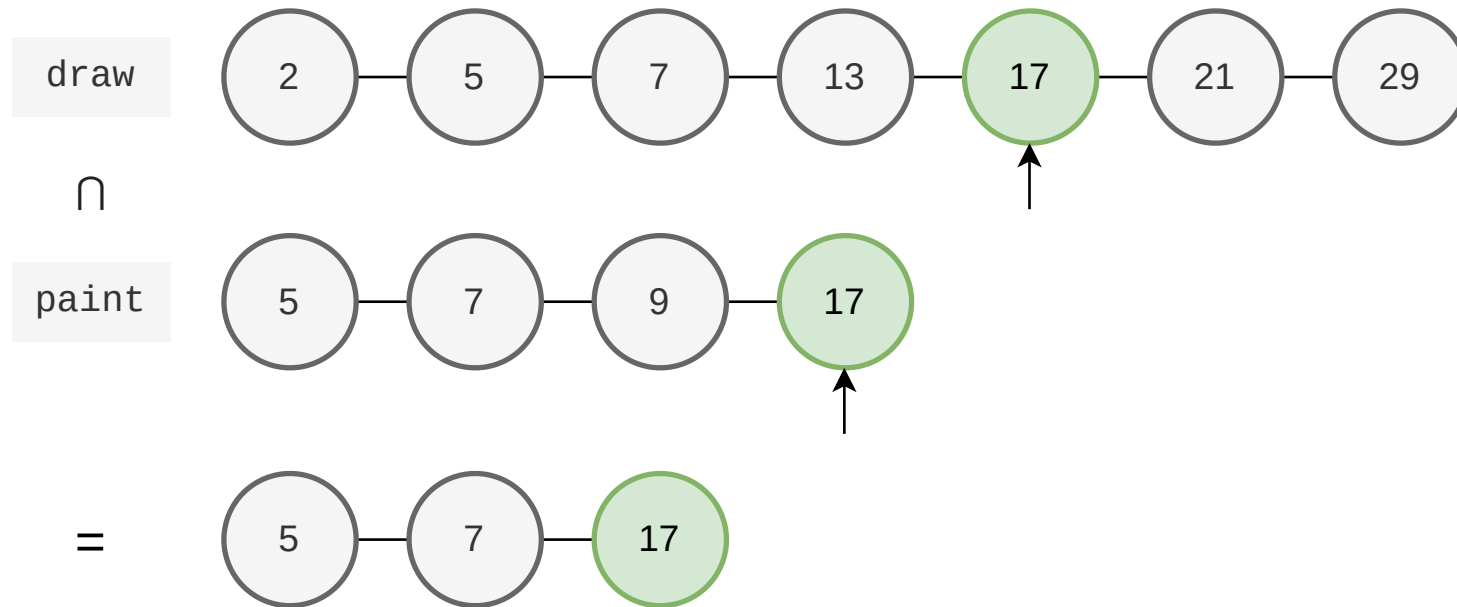 draw 2 5 7 13 17 21 29
∩
paint 5 7 9 17
= 5 7 17